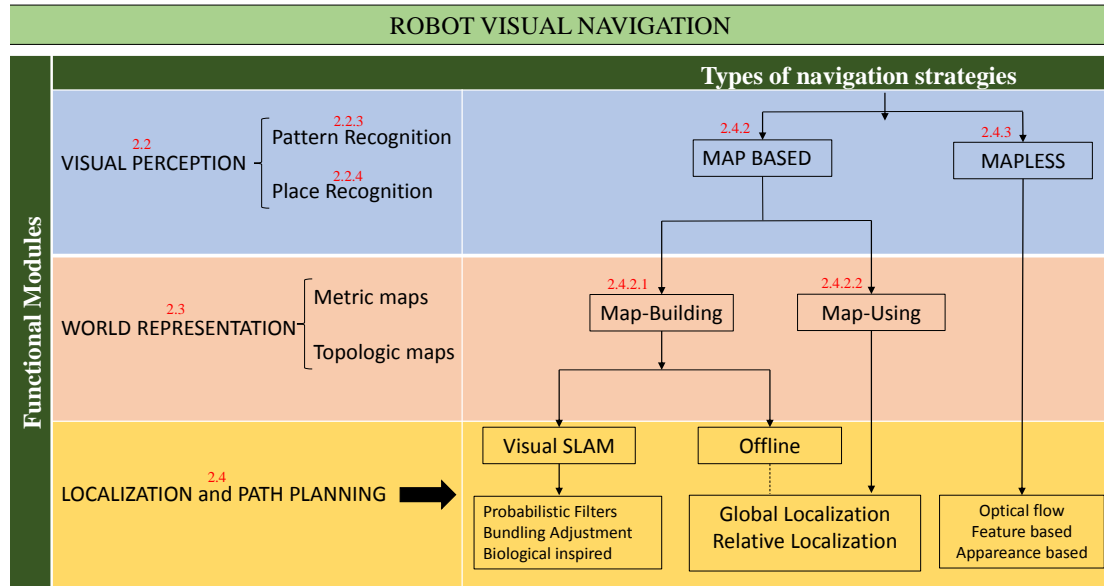 ROBOT VISUAL NAVIGATION
Types of navigation strategies
Functional Modules
2.2
VISUAL PERCEPTION
2.2.3
Pattern Recognition
2.2.4
Place Recognition
2.4.2
MAP BASED
2.4.3
MAPLESS
2.3
WORLD REPRESENTATION
Metric maps
Topologic maps
2.4.2.1
Map-Building
2.4.2.2
Map-Using
2.4
LOCALIZATION and PATH PLANNING
Visual SLAM
Offline
Probabilistic Filters
Bundling Adjustment
Biological inspired
Global Localization
Relative Localization
Optical flow
Feature based
Appareance based